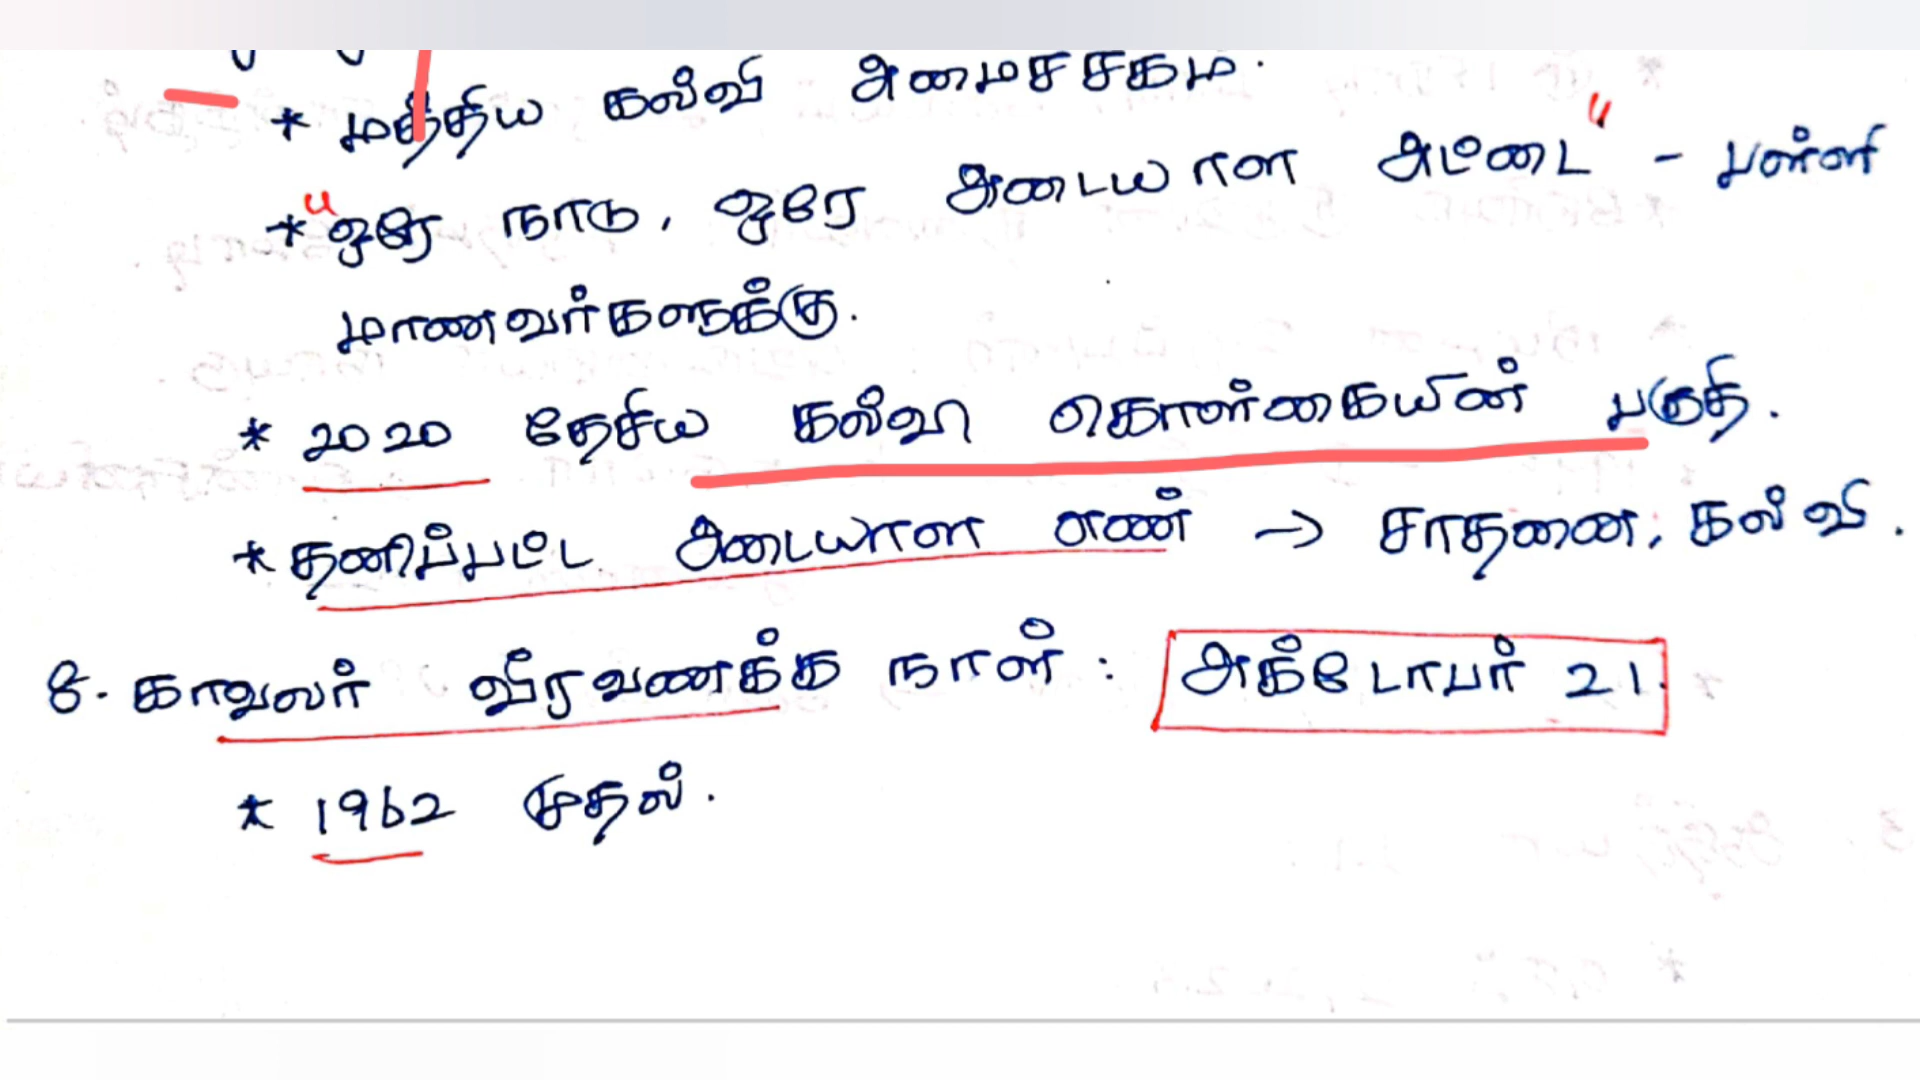 * மத்திய கல்வி அமைச்சகம்.
* "ஒரே நாடு, ஒரே அடையாள அட்டை" - பள்ளி
மாணவர்களுக்கு.
* 2020 தேசிய கல்வி கொள்கையின் பகுதி.
* தனிப்பட்ட அடையாள எண் → சாதனை, கல்வி.
8. காவலர் வீரவணக்க நாள் : அக்டோபர் 21.
* 1962 முதல்.